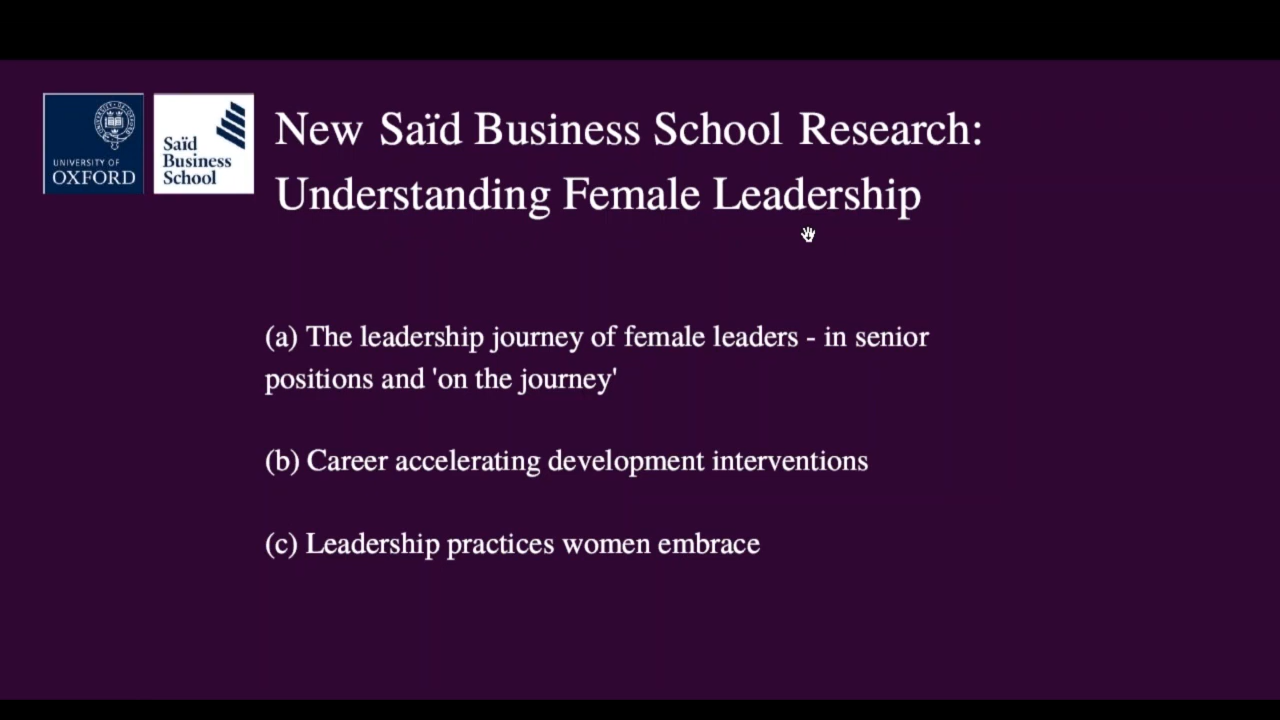 UNIVERSITY OF
OXFORD
Saïd
Business
School
New Saïd Business School Research:
Understanding Female Leadership
(a) The leadership journey of female leaders - in senior
positions and 'on the journey'
(b) Career accelerating development interventions
(c) Leadership practices women embrace